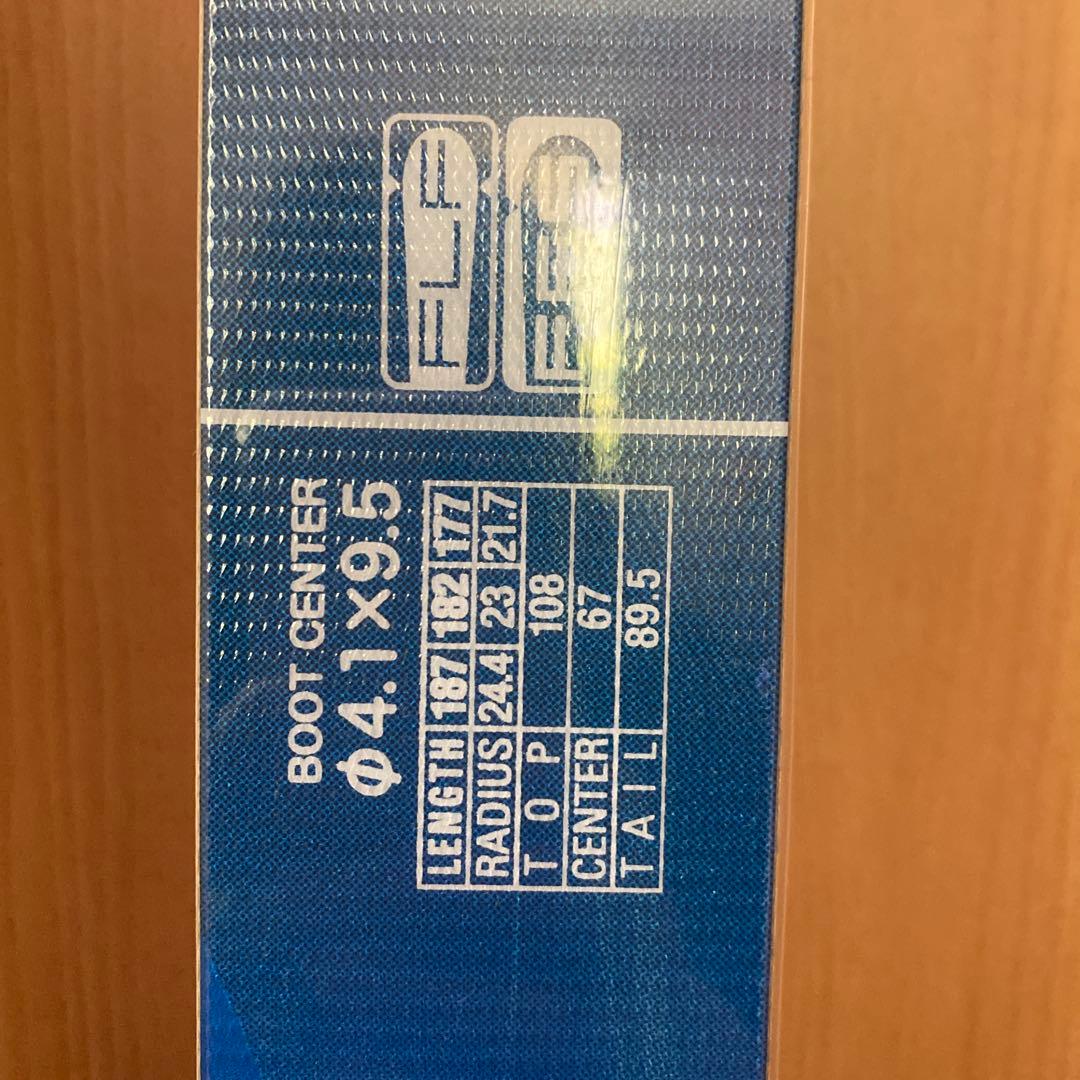 BOOT CENTER
φ4.1×9.5
LENGTH 187 182 177
RADIUS 24.4 23 21.7
TOP 108
CENTER 67
TAIL 89.5